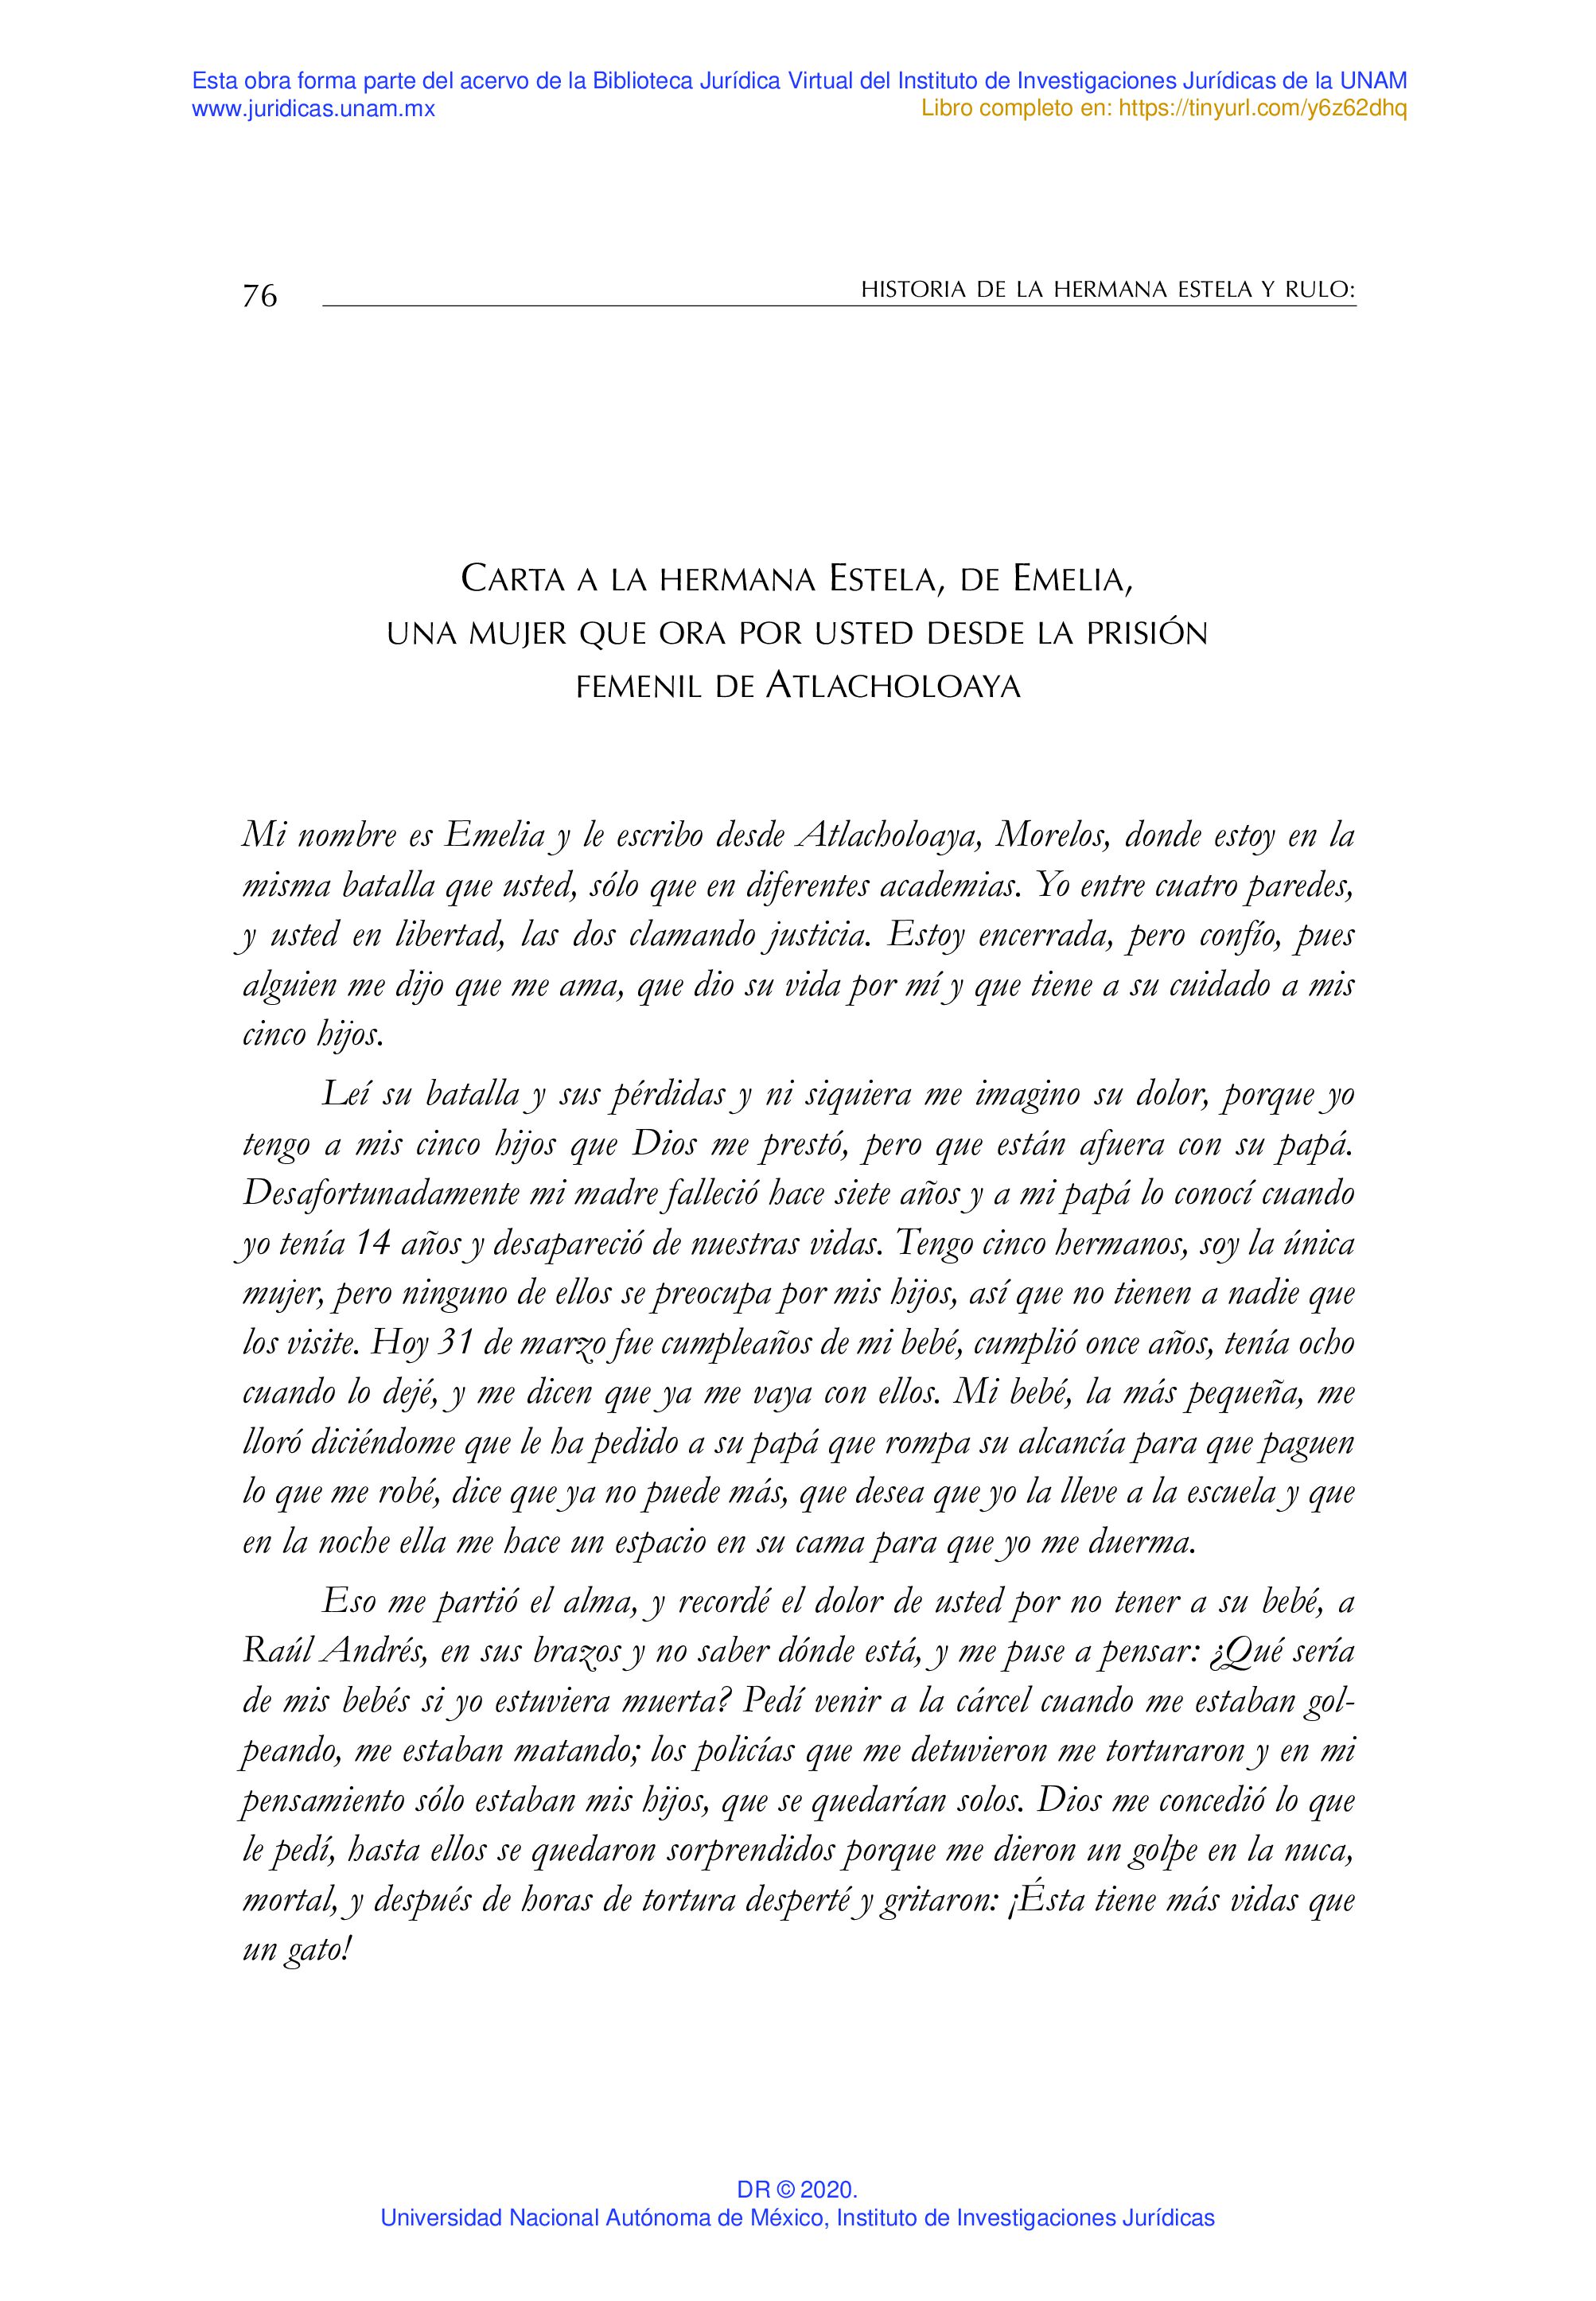 Esta obra forma parte del acervo de la Biblioteca Jurídica Virtual del Instituto de Investigaciones Jurídicas de la UNAM
www.juridicas.unam.mx Libro completo en: https://tinyurl.com/y6z62dhq
76 HISTORIA DE LA HERMANA ESTELA Y RULO:
CARTA A LA HERMANA ESTELA, DE EMELIA,
UNA MUJER QUE ORA POR USTED DESDE LA PRISIÓN
FEMENIL DE ATLACHOLOAYA
Mi nombre es Emelia y le escribo desde Atlacholoaya, Morelos, donde estoy en la
misma batalla que usted, sólo que en diferentes academias. Yo entre cuatro paredes,
y usted en libertad, las dos clamando justicia. Estoy encerrada, pero confío, pues
alguien me dijo que me ama, que dio su vida por mí y que tiene a su cuidado a mis
cinco hijos.
Leí su batalla y sus pérdidas y ni siquiera me imagino su dolor, porque yo
tengo a mis cinco hijos que Dios me prestó, pero que están afuera con su papá.
Desafortunadamente mi madre falleció hace siete años y a mi papá lo conocí cuando
yo tenía 14 años y desapareció de nuestras vidas. Tengo cinco hermanos, soy la única
mujer, pero ninguno de ellos se preocupa por mis hijos, así que no tienen a nadie que
los visite. Hoy 31 de marzo fue cumpleaños de mi bebé, cumplió once años, tenía ocho
cuando lo dejé, y me dicen que ya me vaya con ellos. Mi bebé, la más pequeña, me
lloró diciéndome que le ha pedido a su papá que rompa su alcancía para que paguen
lo que me robé, dice que ya no puede más, que desea que yo la lleve a la escuela y que
en la noche ella me hace un espacio en su cama para que yo me duerma.
Eso me partió el alma, y recordé el dolor de usted por no tener a su bebé, a
Raúl Andrés, en sus brazos y no saber dónde está, y me puse a pensar: ¿Qué sería
de mis bebés si yo estuviera muerta? Pedí venir a la cárcel cuando me estaban gol-
peando, me estaban matando; los policías que me detuvieron me torturaron y en mi
pensamiento sólo estaban mis hijos, que se quedarían solos. Dios me concedió lo que
le pedí, hasta ellos se quedaron sorprendidos porque me dieron un golpe en la nuca,
mortal, y después de horas de tortura desperté y gritaron: ¡Ésta tiene más vidas que
un gato!
DR © 2020.
Universidad Nacional Autónoma de México, Instituto de Investigaciones Jurídicas